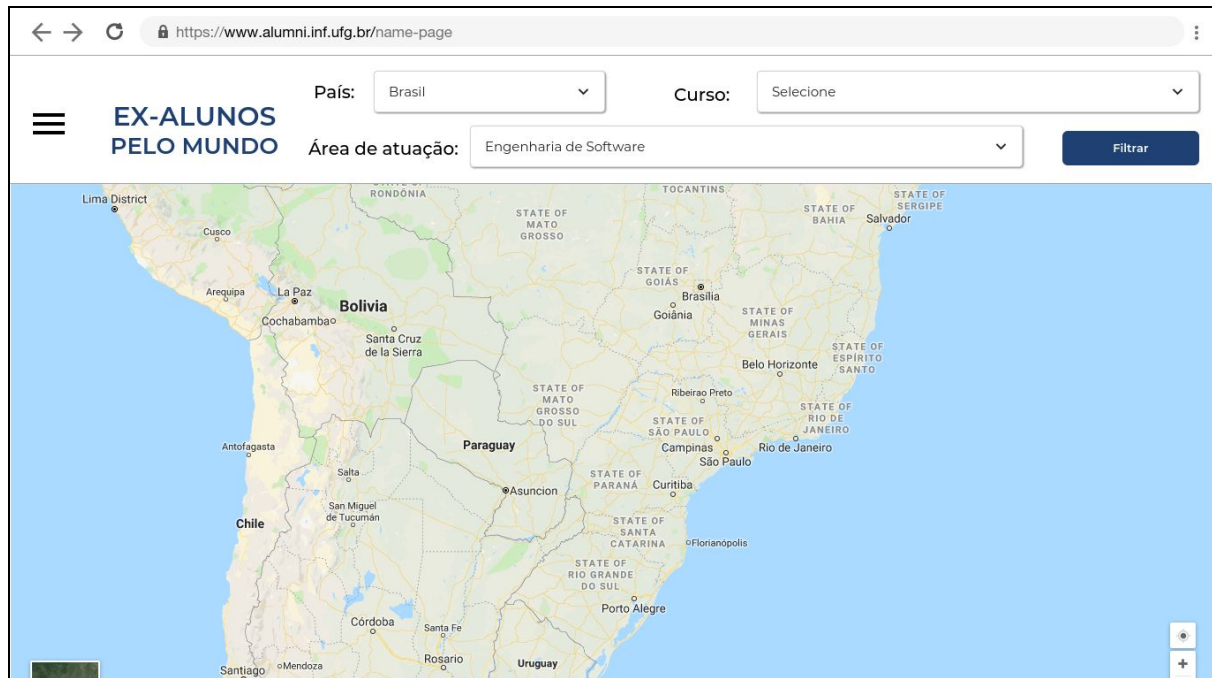 https://www.alumni.inf.ufg.br/name-page
EX-ALUNOS
PELO MUNDO
País:
Brasil
Curso:
Selecione
Área de atuação:
Engenharia de Software
Filtrar
Lima District
RONDÔNIA
TOCANTINS
STATE OF
SERGIPE
STATE OF
MATO
GROSSO
STATE OF
BAHIA
Salvador
Cusco
STATE OF
GOIÁS
Arequipa
La Paz
Brasília
Bolivia
Goiânia
STATE OF
MINAS
GERAIS
Cochabamba
Santa Cruz
de la Sierra
STATE OF
ESPÍRITO
SANTO
Belo Horizonte
STATE OF
MATO
GROSSO
DO SUL
Ribeirao Preto
STATE OF
RIO DE
JANEIRO
STATE OF
SÃO PAULO
Antofagasta
Paraguay
Campinas
Rio de Janeiro
São Paulo
Salta
STATE OF
PARANÁ
Curitiba
Asuncion
San Miguel
de Tucumán
Chile
STATE OF
SANTA
CATARINA
Florianópolis
STATE OF
RIO GRANDE
DO SUL
Porto Alegre
Córdoba
Santa Fe
Mendoza
Rosario
Uruguay
Santiago